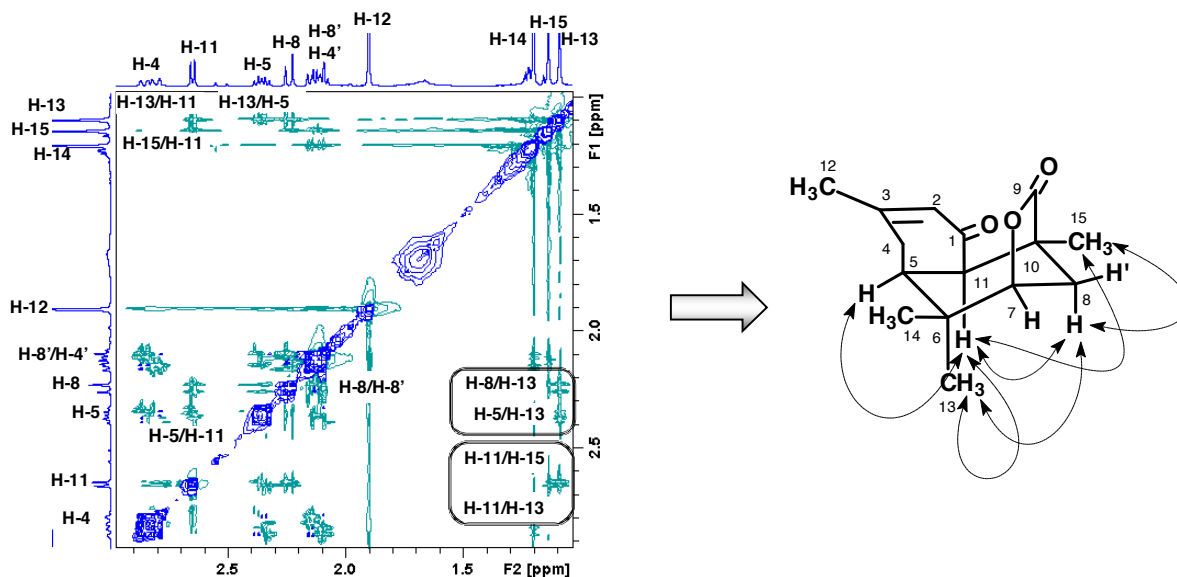 H-12
H-15
H-8'
H-14
H-13
H-11
H-8
H-4
H-5
H-4'
H-13/H-11
H-13/H-5
H-15/H-11
H-13
H-15
H-14
H-12
H-8'/H-4'
H-8
H-5
H-11
H-4
H-8/H-8'
H-5/H-11
H-8/H-13
H-5/H-13
H-11/H-15
H-11/H-13
F1 [ppm]
1.5
2.0
2.5
2.5
2.0
1.5
F2 [ppm]
12
H3C
3
2
9
O
O
O
1
15
CH3
4
5
10
11
H'
H
H3C
14
6
7
H
8
H
H
CH3
13